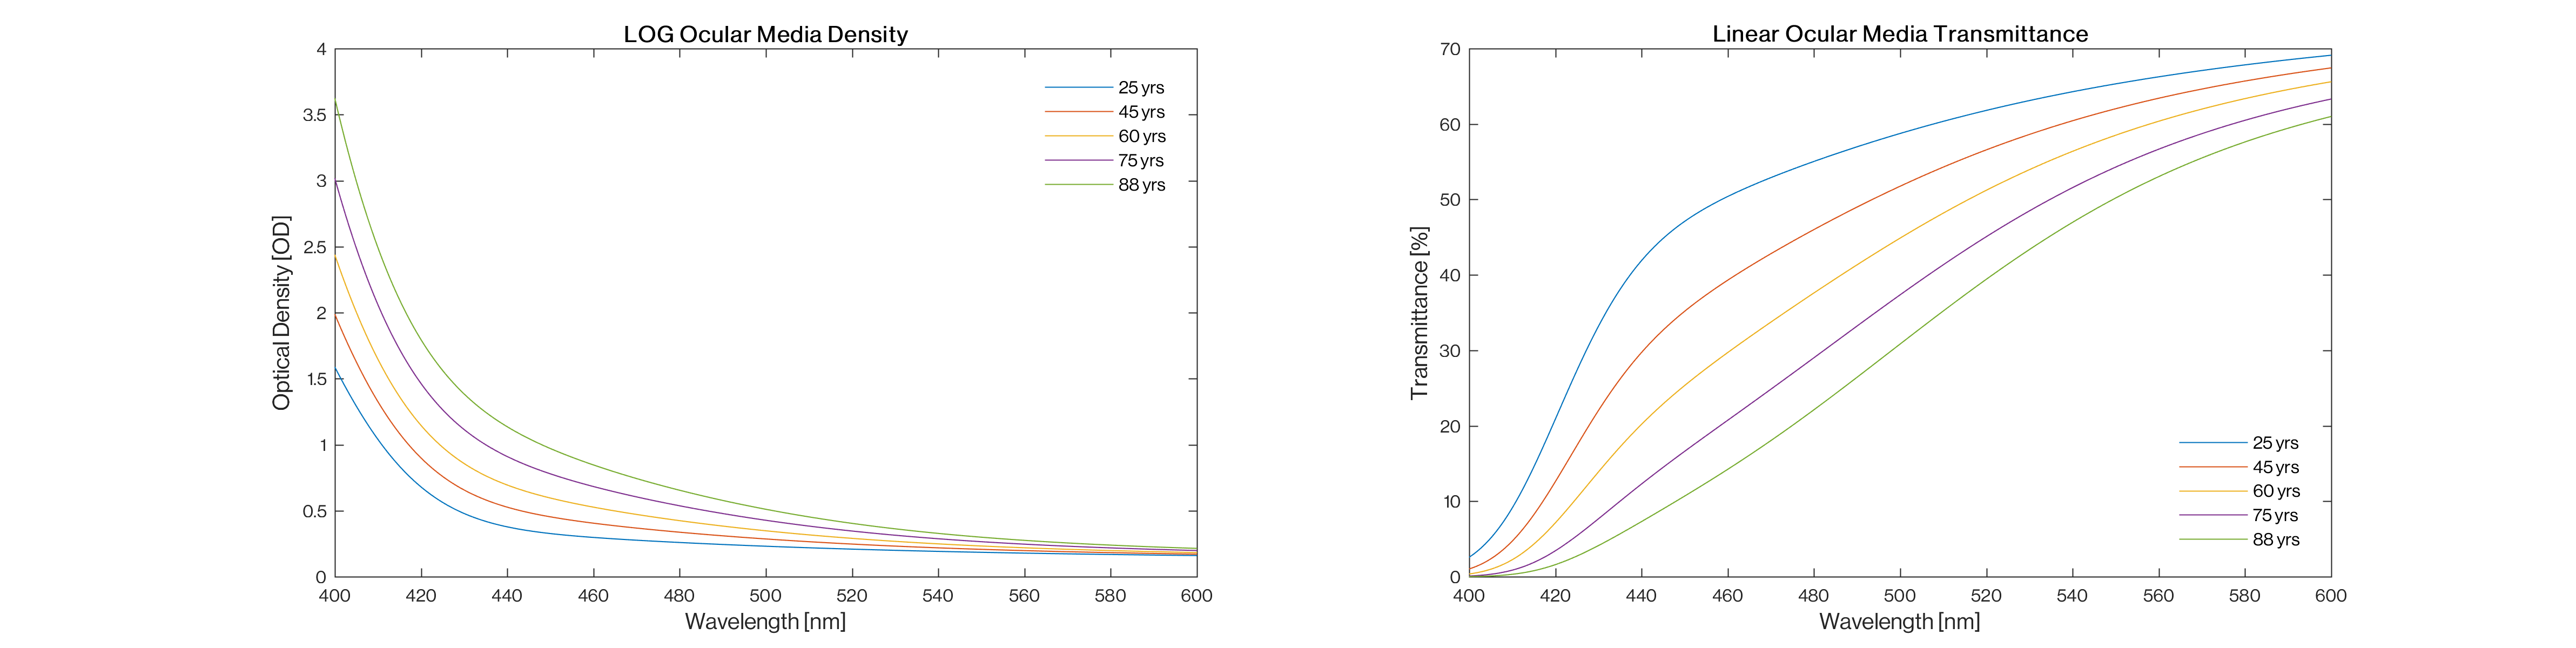 LOG Ocular Media Density
4
3.5
3
2.5
2
1.5
1
0.5
0
400 420 440 460 480 500 520 540 560 580 600
Optical Density [OD]
Wavelength [nm]
25 yrs
45 yrs
60 yrs
75 yrs
88 yrs
Linear Ocular Media Transmittance
70
60
50
40
30
20
10
0
400 420 440 460 480 500 520 540 560 580 600
Transmittance [%]
Wavelength [nm]
25 yrs
45 yrs
60 yrs
75 yrs
88 yrs